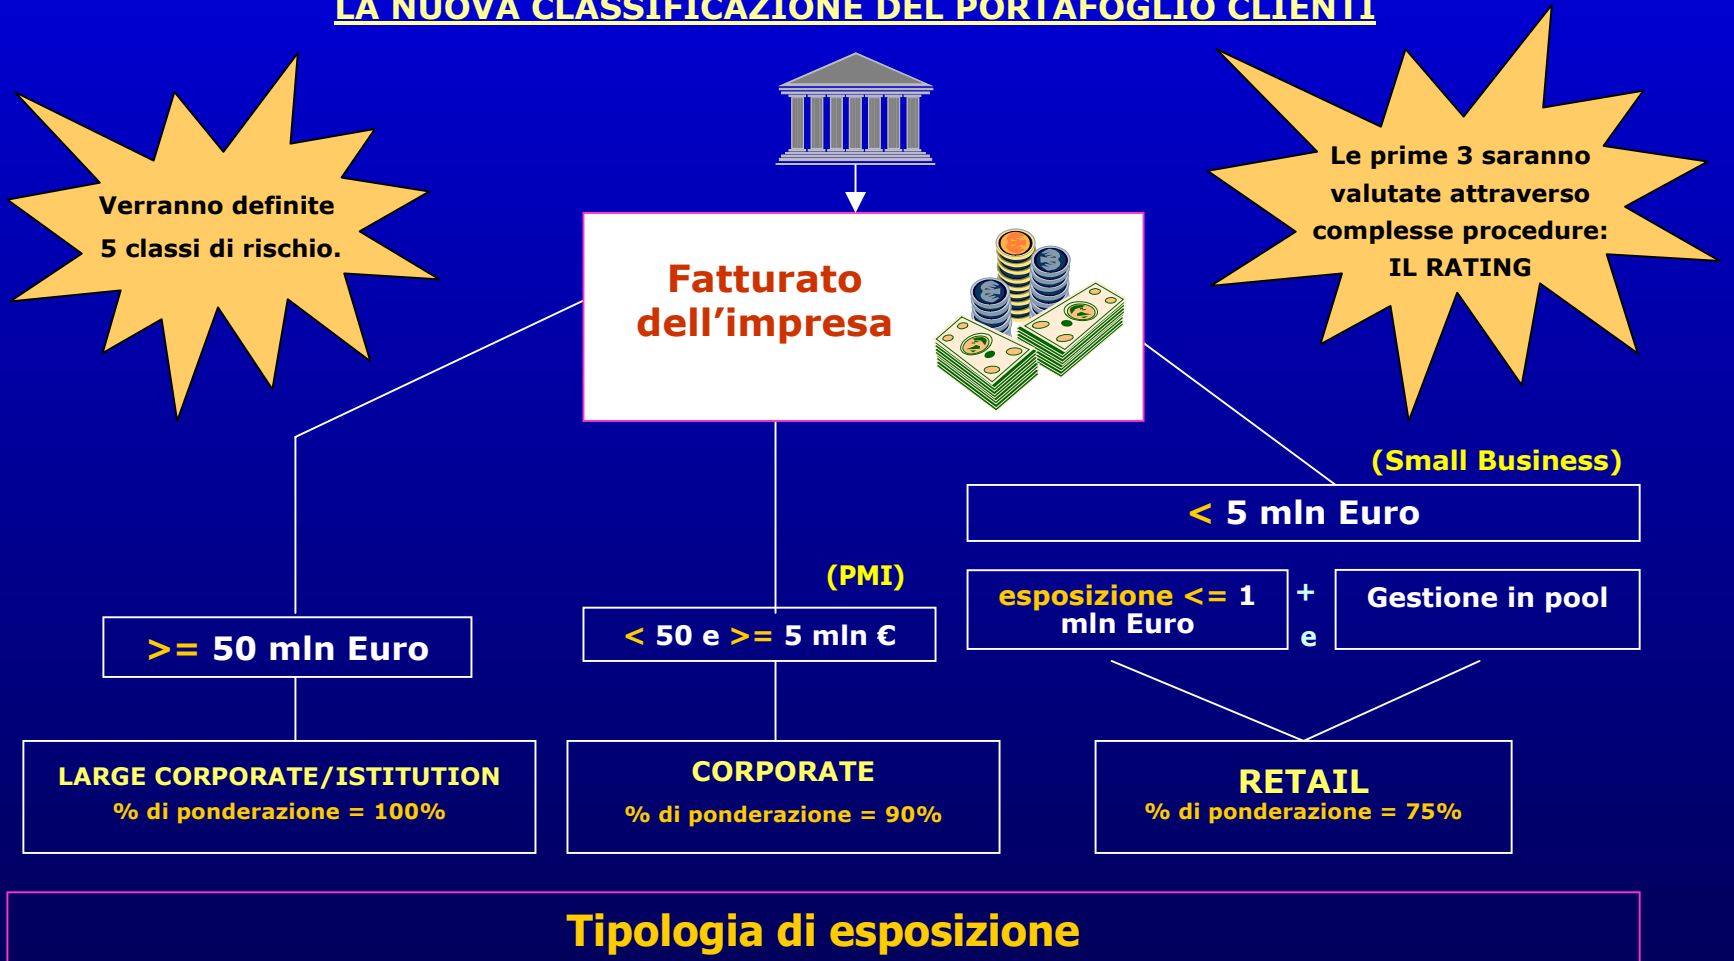 LA NUOVA CLASSIFICAZIONE DEL PORTAFOGLIO CLIENTI
Verranno definite
5 classi di rischio.
Le prime 3 saranno
valutate attraverso
complesse procedure:
IL RATING
Fatturato
dell’impresa
(Small Business)
< 5 mln Euro
(PMI)
esposizione <= 1
mln Euro
+
e
Gestione in pool
>= 50 mln Euro
< 50 e >= 5 mln €
LARGE CORPORATE/ISTITUTION
% di ponderazione = 100%
CORPORATE
% di ponderazione = 90%
RETAIL
% di ponderazione = 75%
Tipologia di esposizione